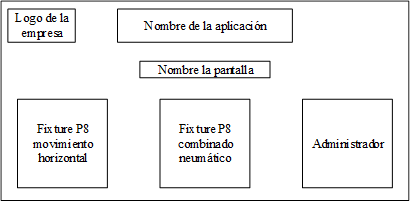 Logo de la
empresa
Nombre de la aplicación
Nombre la pantalla
Fixture P8
movimiento
horizontal
Fixture P8
combinado
neumático
Administrador